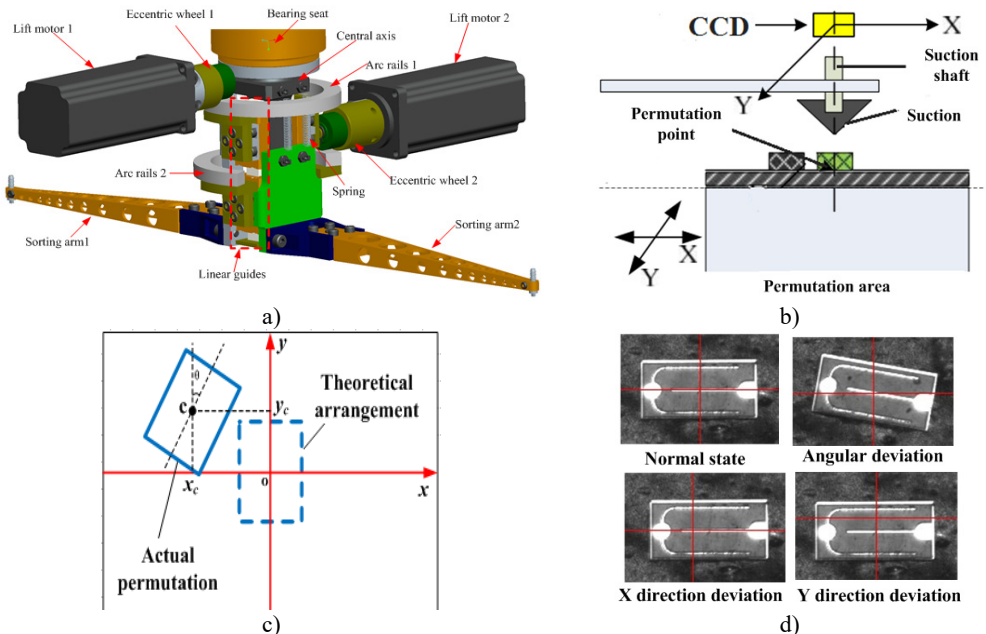 Lift motor 1
Eccentric wheel 1
Bearing seat
Central axis
Lift motor 2
Arc rails 1
Arc rails 2
Spring
Eccentric wheel 2
Sorting arm1
Sorting arm2
Linear guides
a)
CCD
X
Suction
shaft
Y
Permutation
point
Suction
X
Y
Permutation area
b)
y
θ
c
Theoretical
arrangement
yc
xc
o
x
Actual
permutation
c)
Normal state
Angular deviation
X direction deviation
Y direction deviation
d)